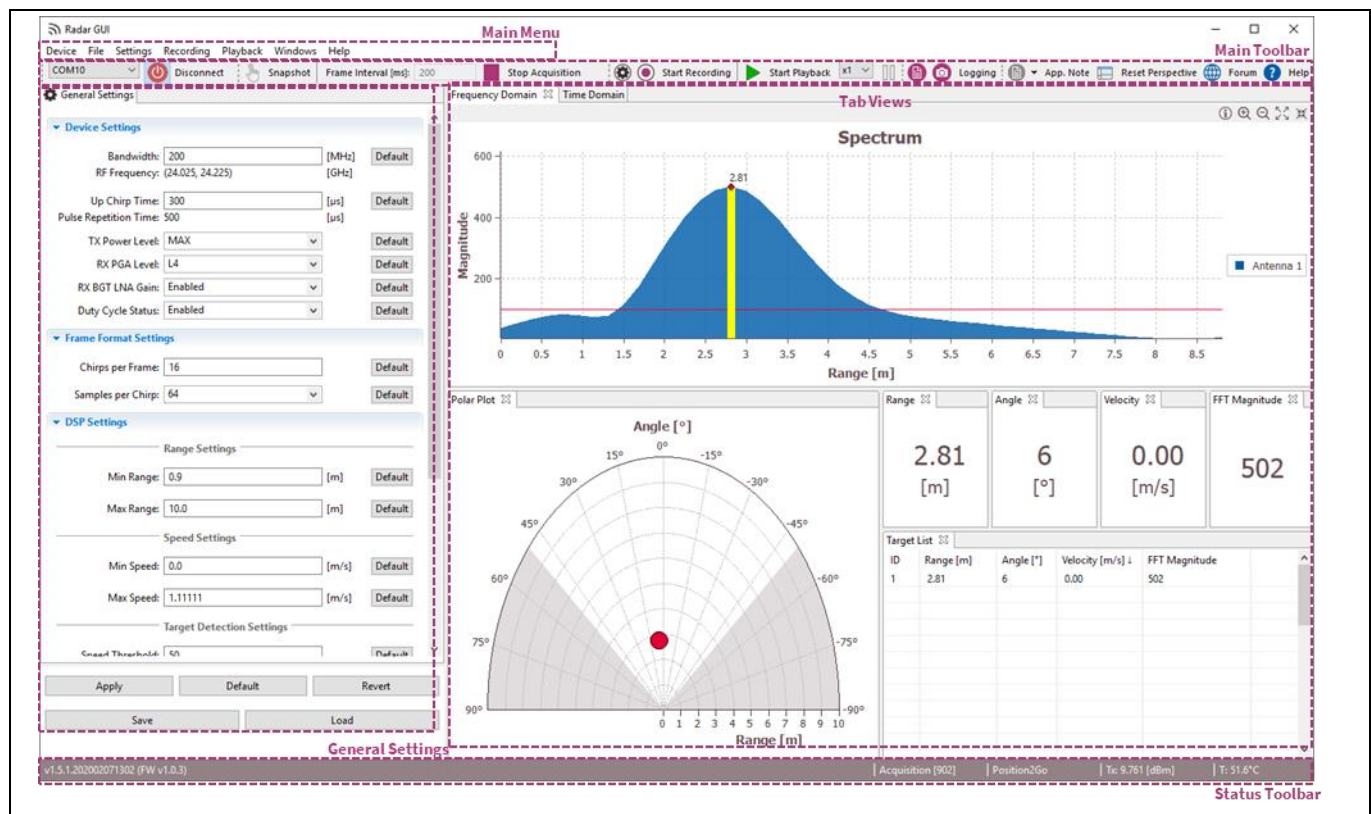 Radar GUI
Main Menu
Device File Settings Recording Playback Windows Help
Main Toolbar
COM10 Disconnect Snapshot Frame Interval [ms]: 200 Stop Acquisition Start Recording Start Playback x1 Logging App. Note Reset Perspective Forum Help
General Settings
Frequency Domain Time Domain
Tab Views
Device Settings
Bandwidth: 200 [MHz] Default
RF Frequency: (24.025, 24.225) [GHz]
Up Chirp Time: 300 [µs] Default
Pulse Repetition Time: 500 [µs]
TX Power Level: MAX Default
RX PGA Level: L4 Default
RX BGT LNA Gain: Enabled Default
Duty Cycle Status: Enabled Default
Frame Format Settings
Chirps per Frame: 16 Default
Samples per Chirp: 64 Default
DSP Settings
Range Settings
Min Range: 0.9 [m] Default
Max Range: 10.0 [m] Default
Speed Settings
Min Speed: 0.0 [m/s] Default
Max Speed: 1.11111 [m/s] Default
Target Detection Settings
Speed Threshold: 50 Default
Apply Default Revert
Save Load
General Settings
Spectrum
600
400
200
Magnitude
2.81
Antenna 1
0 0.5 1 1.5 2 2.5 3 3.5 4 4.5 5 5.5 6 6.5 7 7.5 8 8.5
Range [m]
Polar Plot
Angle [°]
0°
15° -15°
30° -30°
45° -45°
60° -60°
75° -75°
90° -90°
0 1 2 3 4 5 6 7 8 9 10
Range [m]
Range Angle Velocity FFT Magnitude
2.81 6 0.00 502
[m] [°] [m/s]
Target List
ID Range [m] Angle [°] Velocity [m/s] ↓ FFT Magnitude
1 2.81 6 0.00 502
v1.5.1.202002071302 (FW v1.0.3) Acquisition [902] Position2Go Tx: 9.761 [dBm] T: 51.6°C
Status Toolbar